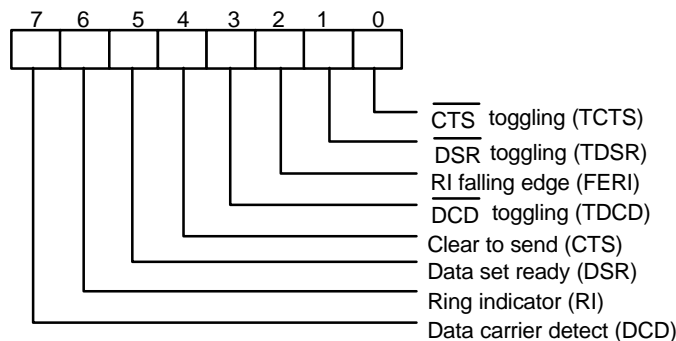 7 6 5 4 3 2 1 0
CTS toggling (TCTS)
DSR toggling (TDSR)
RI falling edge (FERI)
DCD toggling (TDCD)
Clear to send (CTS)
Data set ready (DSR)
Ring indicator (RI)
Data carrier detect (DCD)